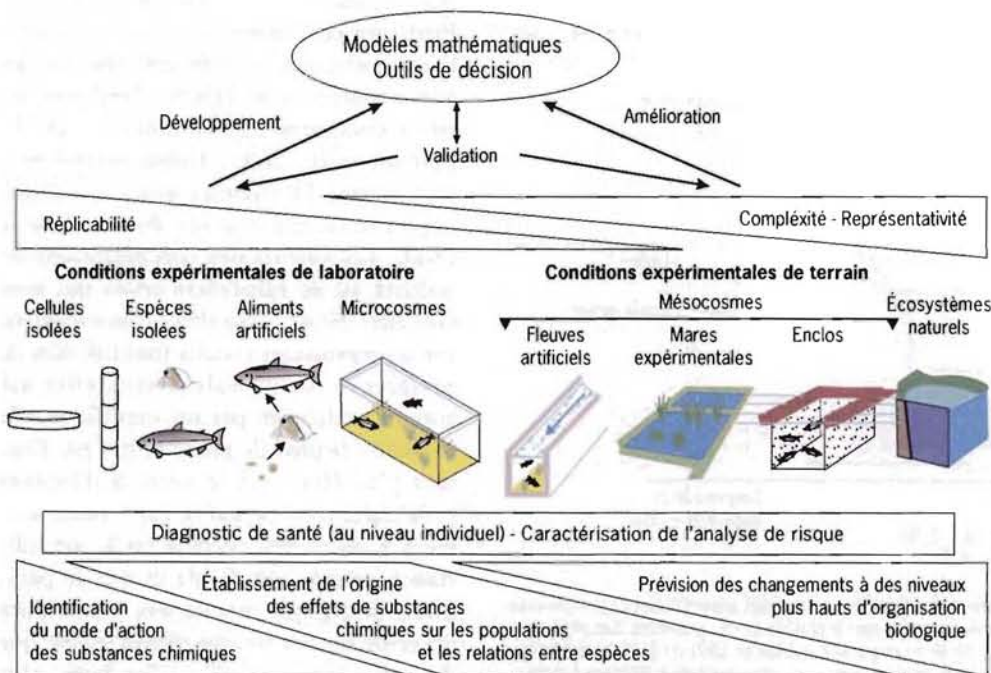 Modèles mathématiques
Outils de décision
Développement
Amélioration
Validation
Réplicabilité
Compléxité - Représentativité
Conditions expérimentales de laboratoire
Conditions expérimentales de terrain
Cellules
isolées
Espèces
isolées
Aliments
artificiels
Microcosmes
Mésocosmes
Fleuves
artificiels
Mares
expérimentales
Enclos
Écosystèmes
naturels
Diagnostic de santé (au niveau individuel) - Caractérisation de l'analyse de risque
Identification
du mode d'action
des substances chimiques
Établissement de l'origine
des effets de substances
chimiques sur les populations
et les relations entre espèces
Prévision des changements à des niveaux
plus hauts d'organisation
biologique